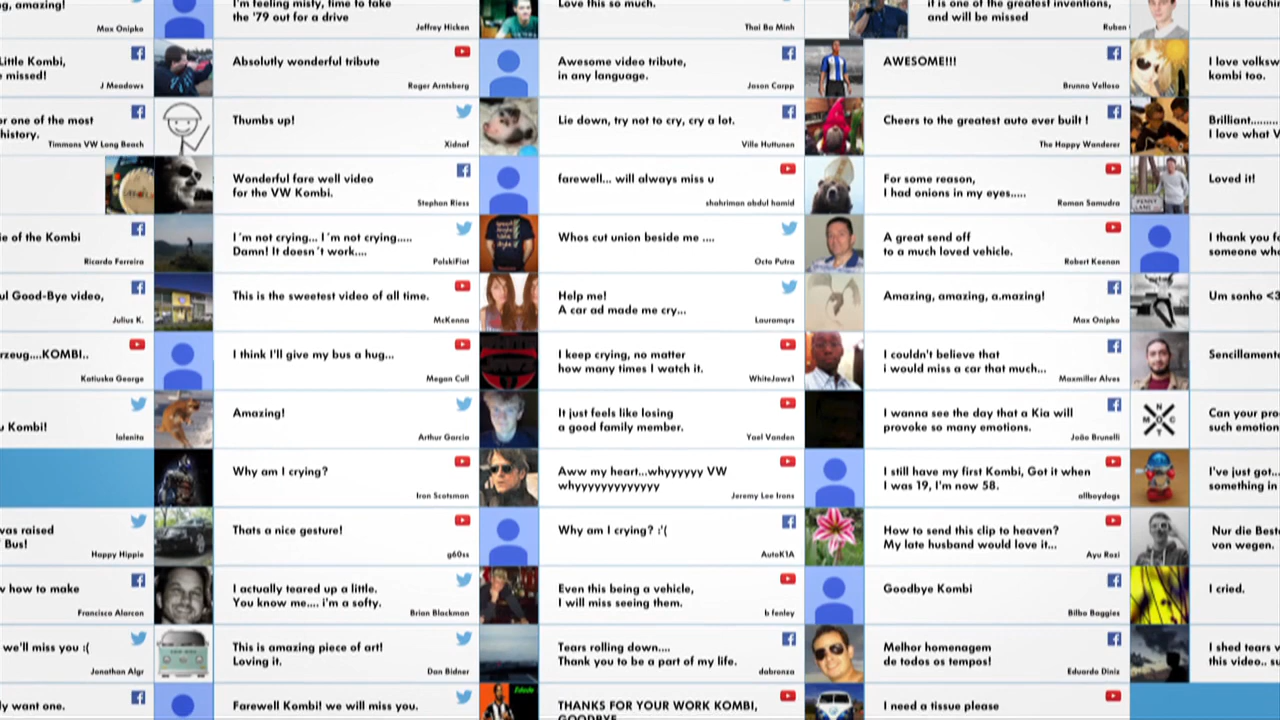 g, amazing!
Max Onipko
I'm feeling misty, time to take
the '79 out for a drive
Jeffrey Hicken
Love this so much.
Thai Ba Minh
it is one of the greatest inventions,
and will be missed
Ruben
This is touchin
Little Kombi,
missed!
J Meadows
Absolutly wonderful tribute
Roger Arntsberg
Awesome video tribute,
in any language.
Jason Carpp
AWESOME!!!
Brunno Velloso
I love volksw
kombi too.
or one of the most
history.
Timmons VW Long Beach
Thumbs up!
Xidnaf
Lie down, try not to cry, cry a lot.
Ville Huttunen
Cheers to the greatest auto ever built !
The Happy Wanderer
Brilliant.........
I love what V
Wonderful fare well video
for the VW Kombi.
Stephan Riess
farewell... will always miss u
shahriman abdul hamid
For some reason,
I had onions in my eyes.....
Roman Samudra
Loved it!
ie of the Kombi
Ricardo Ferreira
I'm not crying... I 'm not crying.....
Damn! It doesn 't work....
PolskiFiat
Whos cut union beside me ....
Octo Putra
A great send off
to a much loved vehicle.
Robert Keenan
thank you f
someone who
ul Good-Bye video,
Julius K.
This is the sweetest video of all time.
McKenna
Help me!
A car ad made me cry...
Lauramqrs
Amazing, amazing, a.mazing!
Max Onipko
Um sonho <3
rzeug....KOMBI..
Katiuska George
I think I'll give my bus a hug...
Megan Cull
I keep crying, no matter
how many times I watch it.
WhiteJawz1
I couldn't believe that
i would miss a car that much...
Maxmiller Alves
Sencillament
u Kombi!
lalenita
Amazing!
Arthur Garcia
It just feels like losing
a good family member.
Yael Vanden
I wanna see the day that a Kia will
provoke so many emotions.
João Brunelli
N
M O C
T
Can your pro
such emotion
Why am I crying?
Iron Scotsman
Aww my heart...whyyyyyy VW
whyyyyyyyyyyy
Jeremy Lee Irons
I still have my first Kombi, Got it when
I was 19, I'm now 58.
allboydogs
I've just got...
something in
was raised
Bus!
Happy Hippie
Thats a nice gesture!
g60ss
Why am I crying? :'(
AutoK1A
How to send this clip to heaven?
My late husband would love it...
Ayu Rozi
Nur die Best
von wegen.
w how to make
Francisco Alarcon
I actually teared up a little.
You know me.... i'm a softy.
Brian Blackman
Even this being a vehicle,
I will miss seeing them.
b fenley
Goodbye Kombi
Bilbo Baggies
I cried.
we'll miss you :(
Jonathan Algr
This amazing piece of art!
Loving it.
Dan Bidner
Tears rolled down....
Thank you to be a part of my life.
dabronzo
Melhor homenagem
de todos os tempos!
Eduardo Diniz
I shed tears w
this video.. s
ly want one.
Farewell Kombi we will miss you.
THANKS FOR YOUR WORK KOMBI,
GOODBYE
I need a tissue please